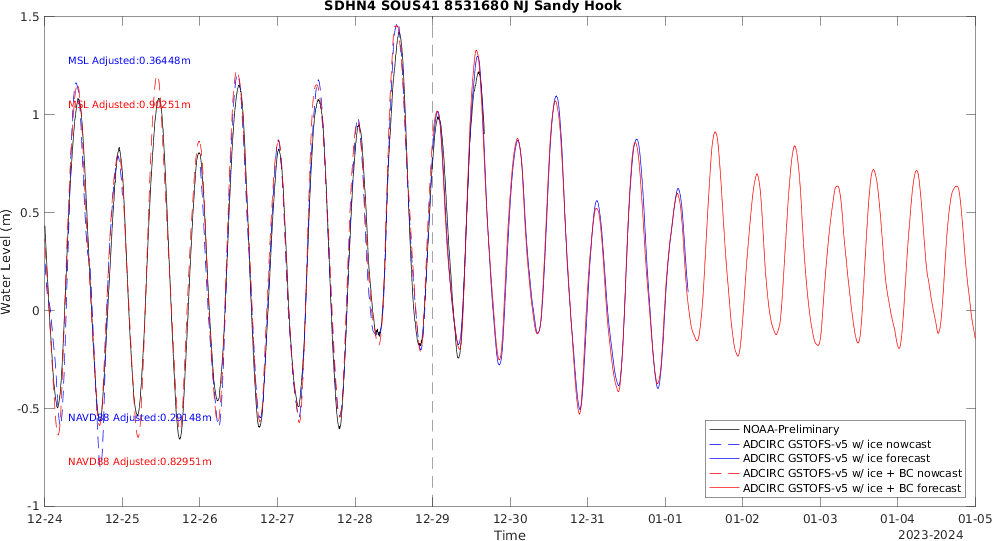 SDHN4 SOUS41 8531680 NJ Sandy Hook
1.5
1
0.5
0
-0.5
-1
Water Level (m)
MSL Adjusted:0.36448m
NAVD88 Adjusted:0.29148m
NAVD88 Adjusted:0.82951m
NOAA-Preliminary
ADCIRC GSTOFS-v5 w/ ice nowcast
ADCIRC GSTOFS-v5 w/ ice forecast
ADCIRC GSTOFS-v5 w/ ice + BC nowcast
ADCIRC GSTOFS-v5 w/ ice + BC forecast
12-24 12-25 12-26 12-27 12-28 12-29 12-30 12-31 01-01 01-02 01-03 01-04 01-05
Time
2023-2024